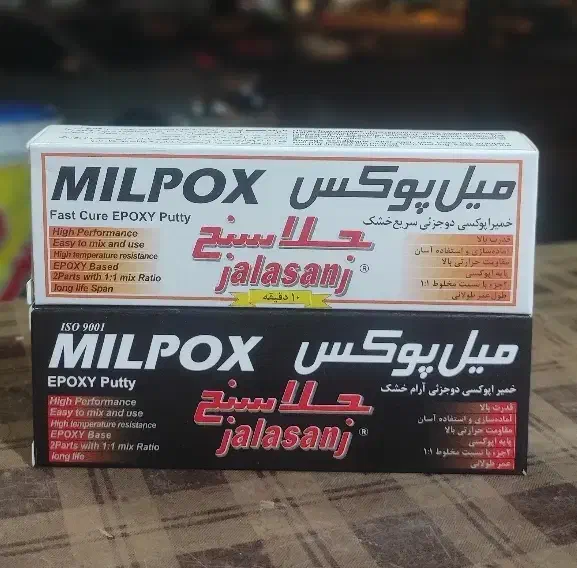 MILPOX
میل پوکس
Fast Cure EPOXY Putty
خمیر اپوکسی دوجزئی سریع خشک
High Performance
Easy to mix and use
High temperature resistance
EPOXY Based
2Parts with 1:1 mix Ratio
long life Span
جلاسنج
jalasanj®
۱۰ دقیقه
قدرت بالا
آماده‌سازی و استفاده آسان
مقاومت حرارتی بالا
پایه اپوکسی
۲جزء با نسبت مخلوط ۱:۱
طول عمر طولانی
ISO 9001
MILPOX
میل پوکس
EPOXY Putty
خمیر اپوکسی دوجزئی آرام خشک
High Performance
Easy to mix and use
High temperature resistance
EPOXY Base
2Parts with 1:1 mix Ratio
long life
جلاسنج
jalasanj®
قدرت بالا
آماده‌سازی و استفاده آسان
مقاومت حرارتی بالا
پایه اپوکسی
۲جزء با نسبت مخلوط ۱:۱
عمر طولانی